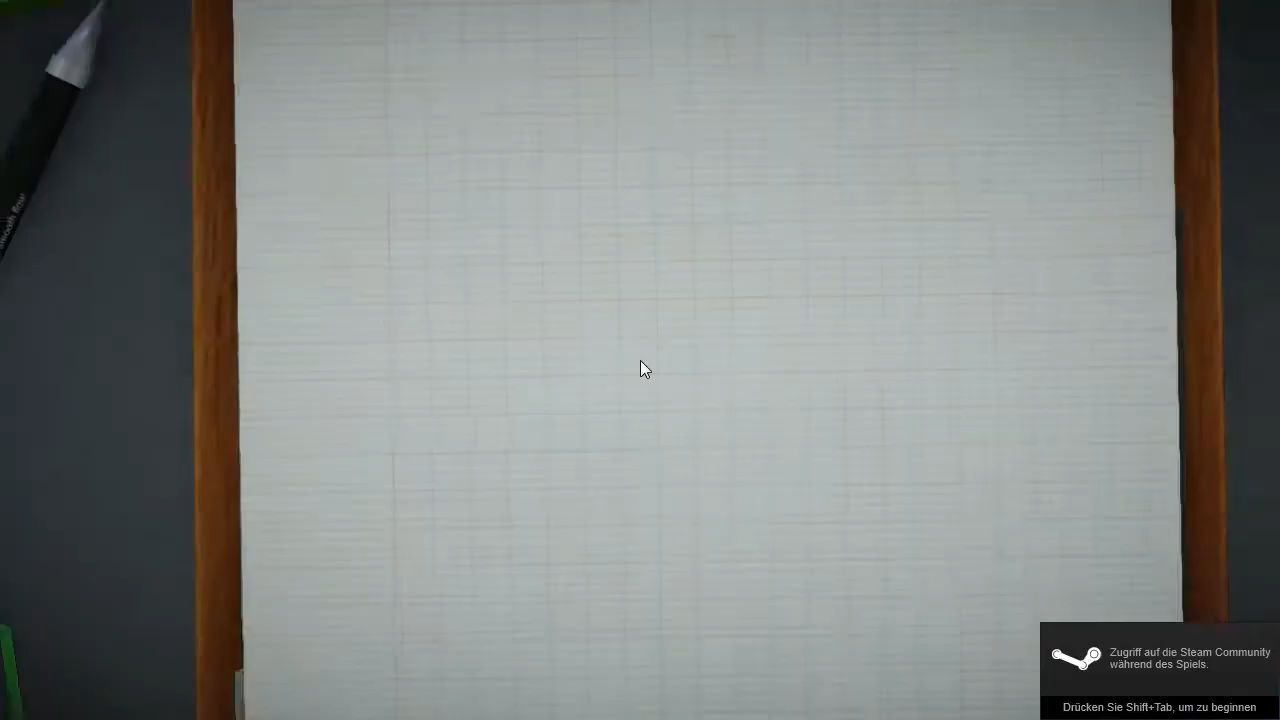 Zugriff auf die Steam Community
während des Spiels.
Drücken Sie Shift+Tab, um zu beginnen